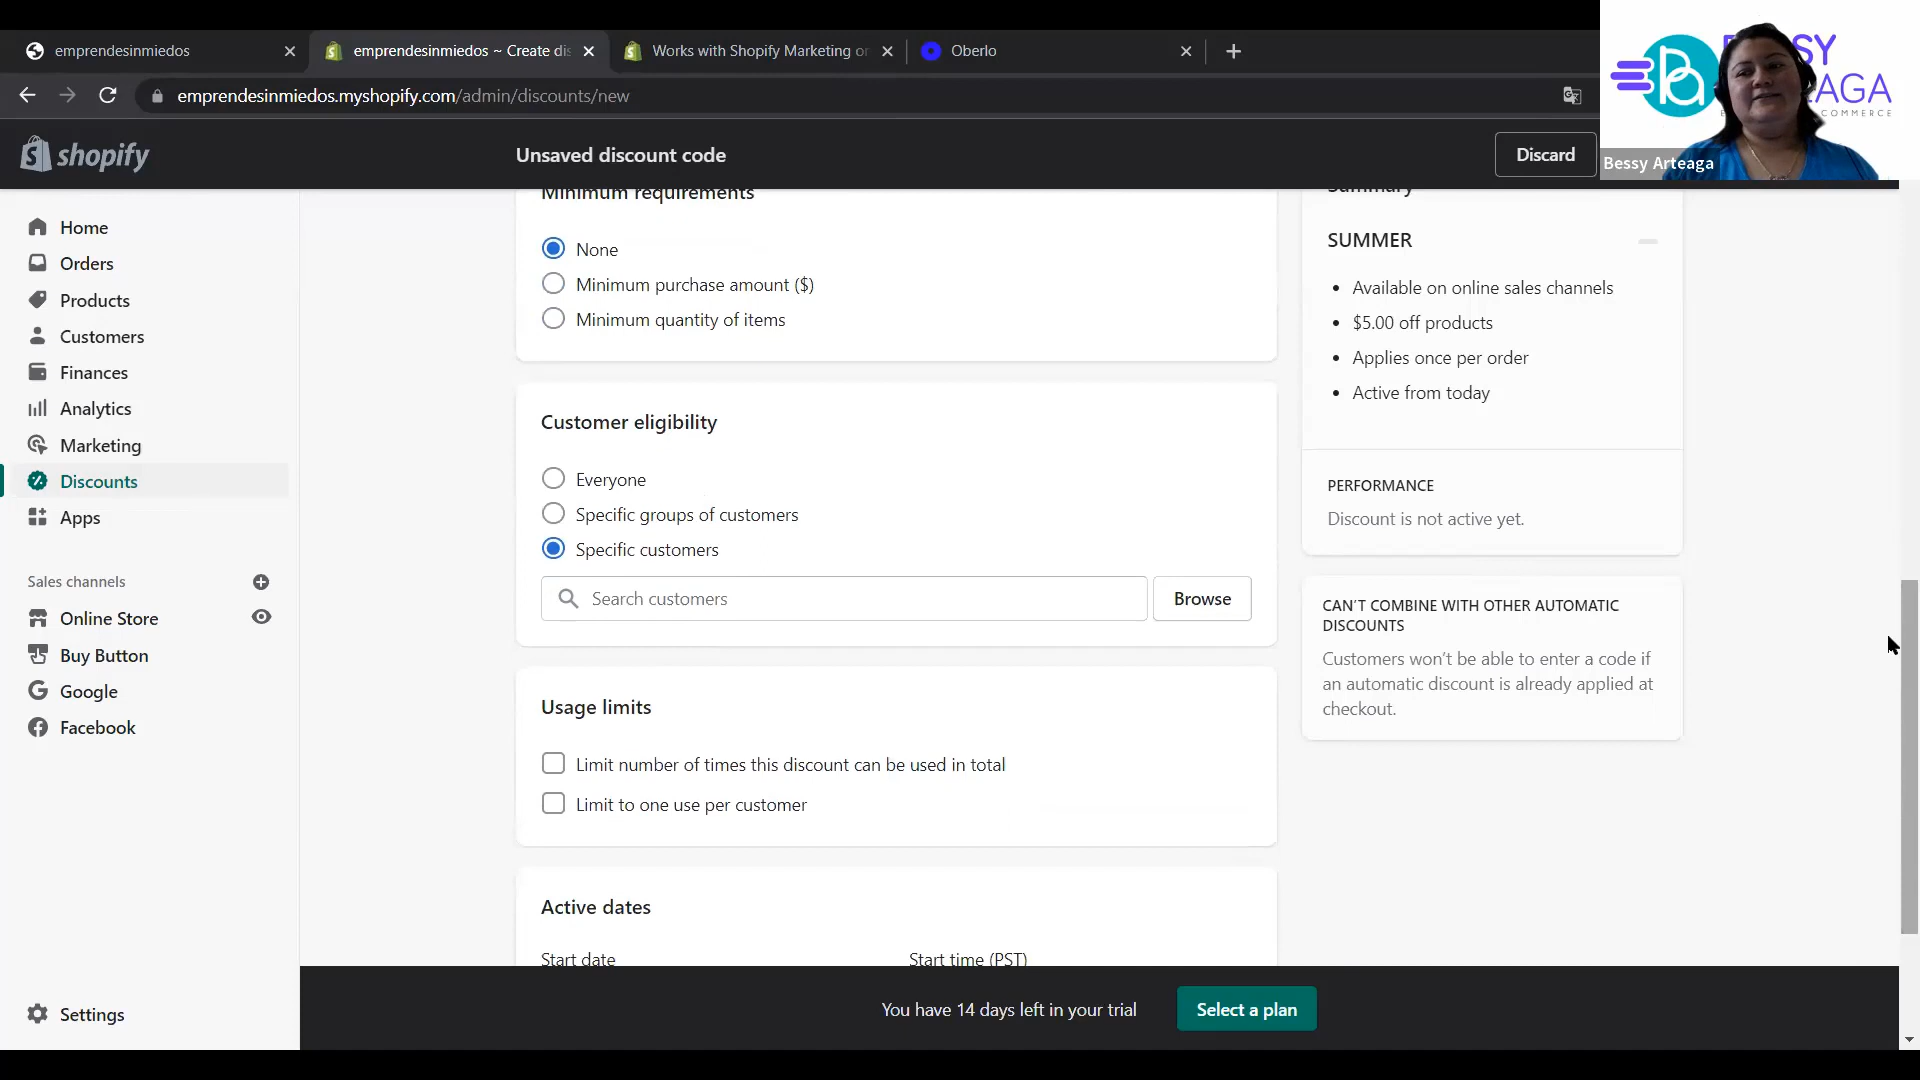 emprendesinmiedos
emprendesinmiedos ~ Create dis
Works with Shopify Marketing or
Oberlo
emprendesinmiedos.myshopify.com/admin/discounts/new
shopify
Unsaved discount code
Discard
SY
AGA
COMMERCE
Bessy Arteaga
Home
Orders
Products
Customers
Finances
Analytics
Marketing
Discounts
Apps
Sales channels
Online Store
Buy Button
Google
Facebook
Settings
Minimum requirements
None
Minimum purchase amount ($)
Minimum quantity of items
Customer eligibility
Everyone
Specific groups of customers
Specific customers
Search customers
Browse
Usage limits
Limit number of times this discount can be used in total
Limit to one use per customer
Active dates
Start date
Start time (PST)
Summary
SUMMER
• Available on online sales channels
• $5.00 off products
• Applies once per order
• Active from today
PERFORMANCE
Discount is not active yet.
CAN'T COMBINE WITH OTHER AUTOMATIC
DISCOUNTS
Customers won't be able to enter a code if
an automatic discount is already applied at
checkout.
You have 14 days left in your trial
Select a plan